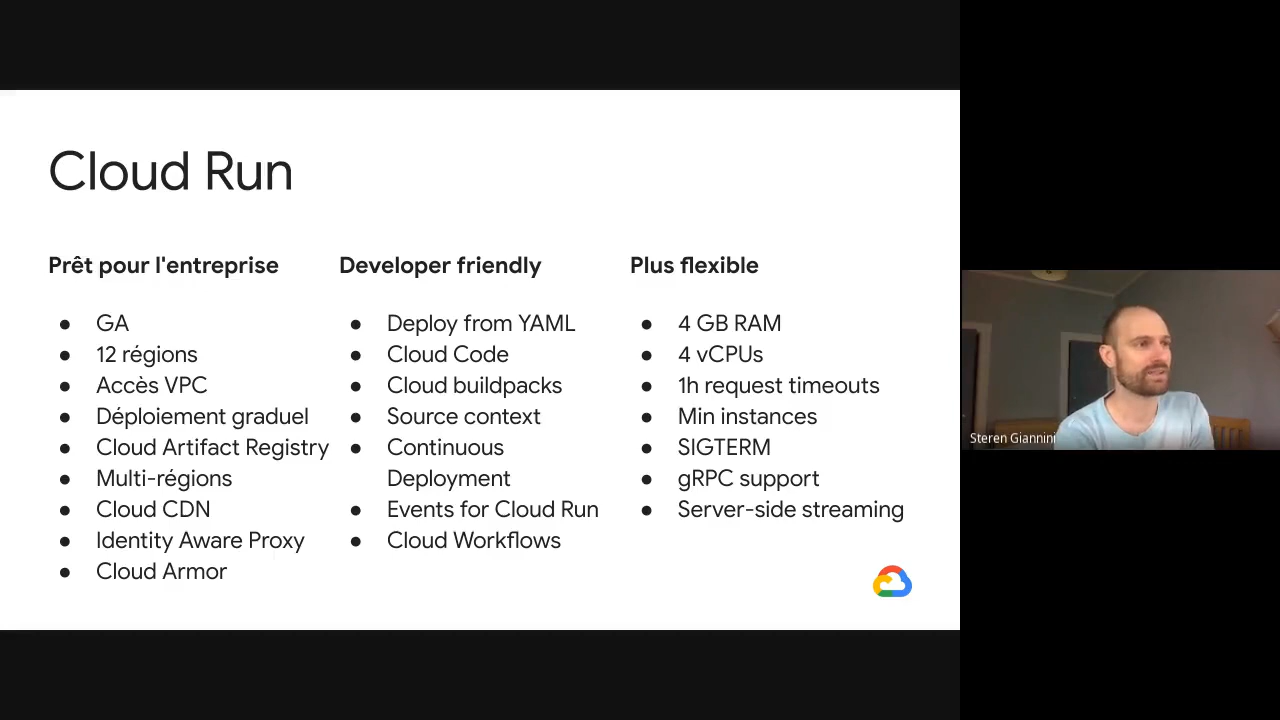 Cloud Run
Prêt pour l'entreprise
● GA
● 12 régions
● Accès VPC
● Déploiement graduel
● Cloud Artifact Registry
● Multi-régions
● Cloud CDN
● Identity Aware Proxy
● Cloud Armor
Developer friendly
● Deploy from YAML
● Cloud Code
● Cloud buildpacks
● Source context
● Continuous
Deployment
● Events for Cloud Run
● Cloud Workflows
Plus flexible
● 4 GB RAM
● 4 vCPUs
● 1h request timeouts
● Min instances
● SIGTERM
● gRPC support
● Server-side streaming
Steren Giannini